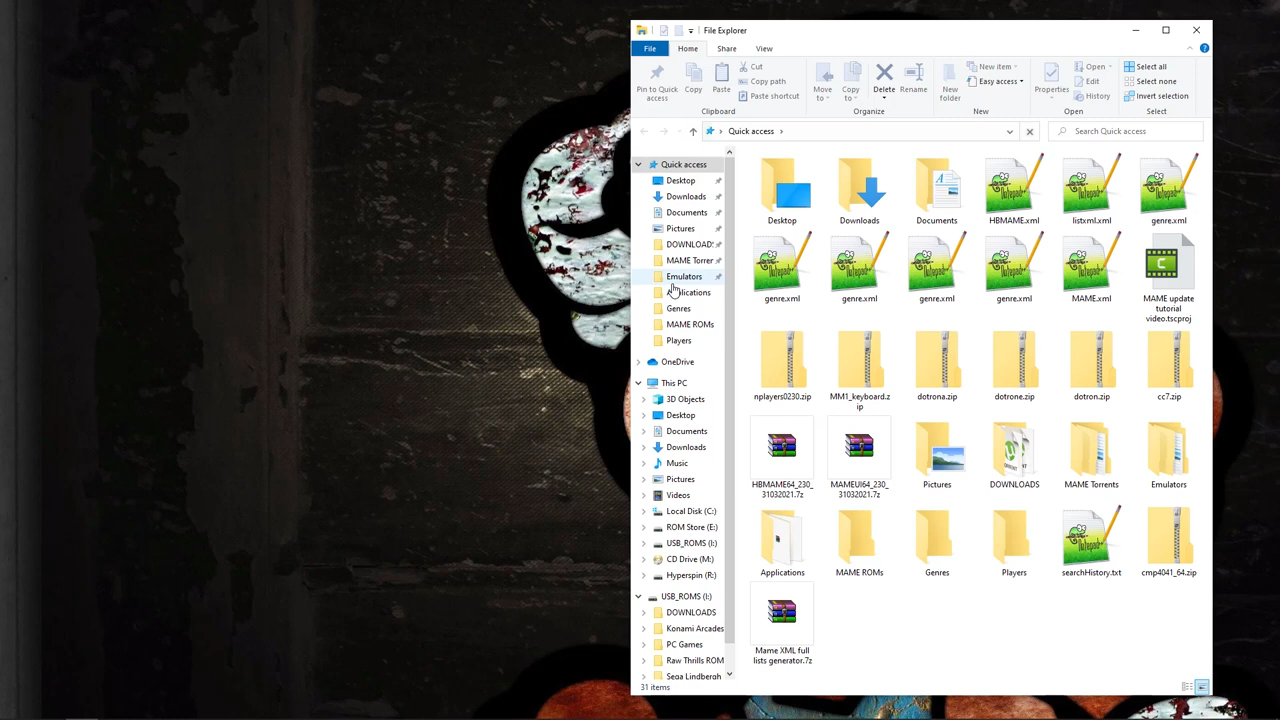 File Explorer
File
Home
Share
View
Pin to Quick
access
Copy
Paste
Cut
Copy path
Paste shortcut
Clipboard
Move
to
Copy
to
Delete
Rename
Organize
New
folder
New item
Easy access
New
Properties
Open
Edit
History
Open
Select all
Select none
Invert selection
Select
Quick access
Search Quick access
Quick access
Desktop
Downloads
Documents
Pictures
DOWNLOAD
MAME Torrer
Emulators
Genres
MAME ROMs
Players
OneDrive
This PC
3D Objects
Desktop
Documents
Downloads
Music
Pictures
Videos
Local Disk (C:)
ROM Store (E:)
USB_ROMS (I:)
CD Drive (M:)
Hyperspin (R:)
USB_ROMS (I:)
DOWNLOADS
Konami Arcades
PC Games
Raw Thrills ROM
Sega Lindbergh
Desktop
Downloads
Documents
HBMAME.xml
listxml.xml
genre.xml
genre.xml
genre.xml
genre.xml
genre.xml
MAME.xml
MAME update
tutorial
video.tscproj
nplayers0230.zip
MM1_keyboard.z
ip
dotrona.zip
dotrone.zip
dotron.zip
cc7.zip
HBMAME64_230_
31032021.7z
MAMEUI64_230_
31032021.7z
Pictures
DOWNLOADS
MAME Torrents
Emulators
Applications
MAME ROMs
Genres
Players
searchHistory.txt
cmp4041_64.zip
Mame XML full
lists generator.7z
31 items